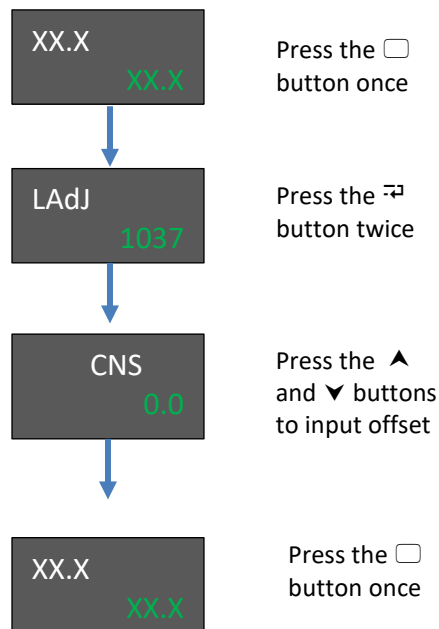 XX.X
XX.X
Press the
button once
LAdJ
1037
Press the
button twice
CNS
0.0
Press the
and buttons
to input offset
XX.X
XX.X
Press the
button once